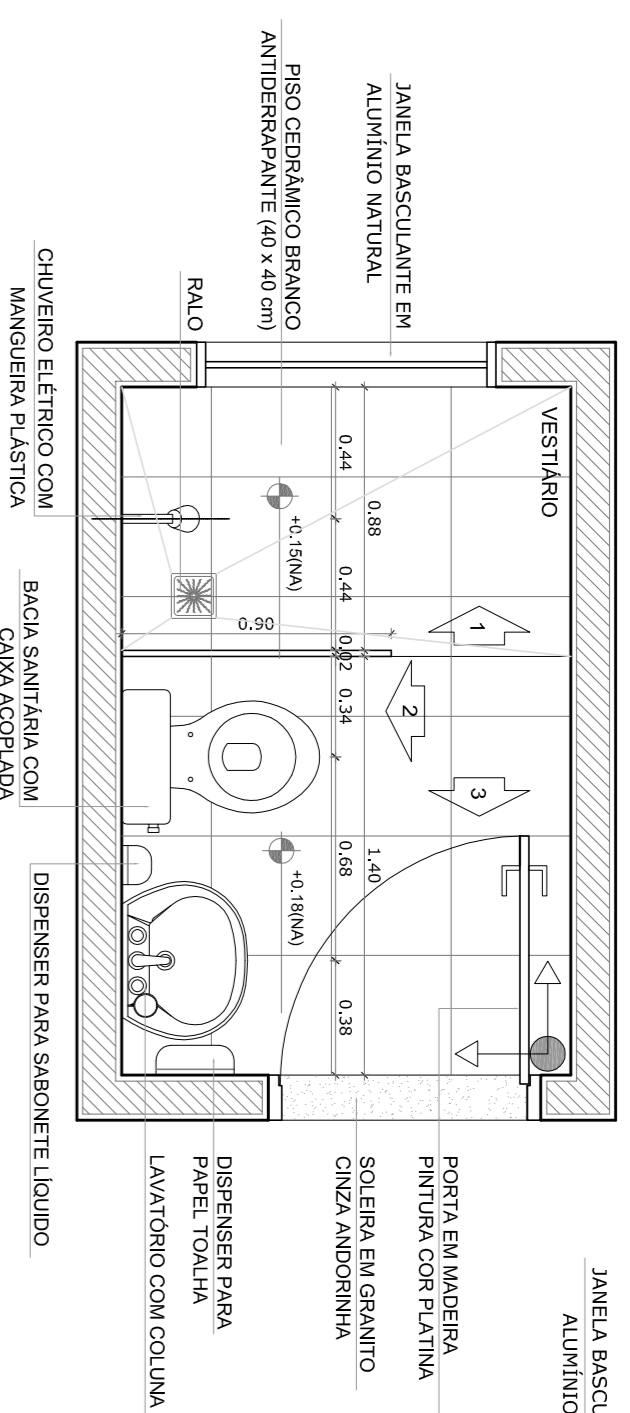 JANELA BASCU
ALUMÍNIO
JANELA BASCULANTE EM
ALUMÍNIO NATURAL
PISO CEDRÂMICO BRANCO
ANTIDERRAPANTE (40 x 40 cm)
RALO
CHUVEIRO ELÉTRICO COM
MANGUEIRA PLÁSTICA
VESTIÁRIO
1
2
3
0.88
1.40
0.44
0.44
0.02
0.34
0.68
0.38
0.90
+0.15(NA)
+0.18(NA)
BACIA SANITÁRIA COM
CAIXA ACOPLADA
DISPENSER PARA SABONETE LÍQUIDO
PORTA EM MADEIRA
PINTURA COR PLATINA
SOLEIRA EM GRANITO
CINZA ANDORINHA
DISPENSER PARA
PAPEL TOALHA
LAVATÓRIO COM COLUNA